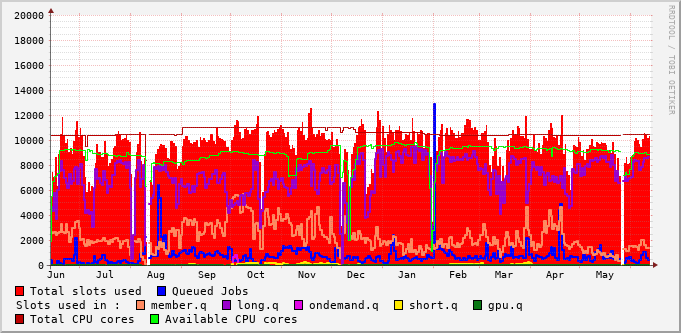 RRDTOOL / TOBI OETIKER
20000
18000
16000
14000
12000
10000
8000
6000
4000
2000
0
Jun Jul Aug Sep Oct Nov Dec Jan Feb Mar Apr May
Total slots used Queued Jobs
Slots used in : member.q long.q ondemand.q short.q gpu.q
Total CPU cores Available CPU cores